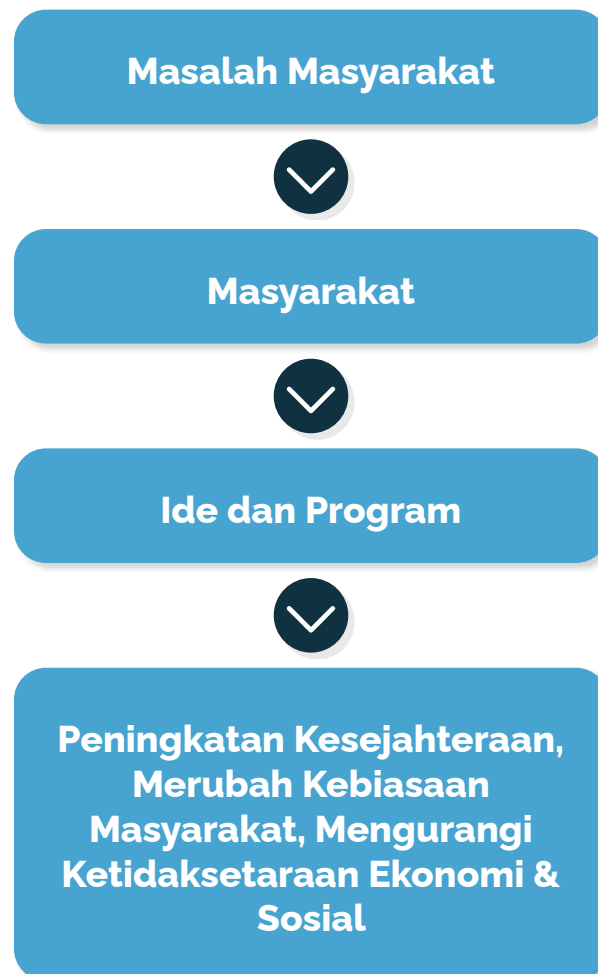 Masalah Masyarakat
Masyarakat
Ide dan Program
Peningkatan Kesejahteraan,
Merubah Kebiasaan
Masyarakat, Mengurangi
Ketidaksetaraan Ekonomi &
Sosial